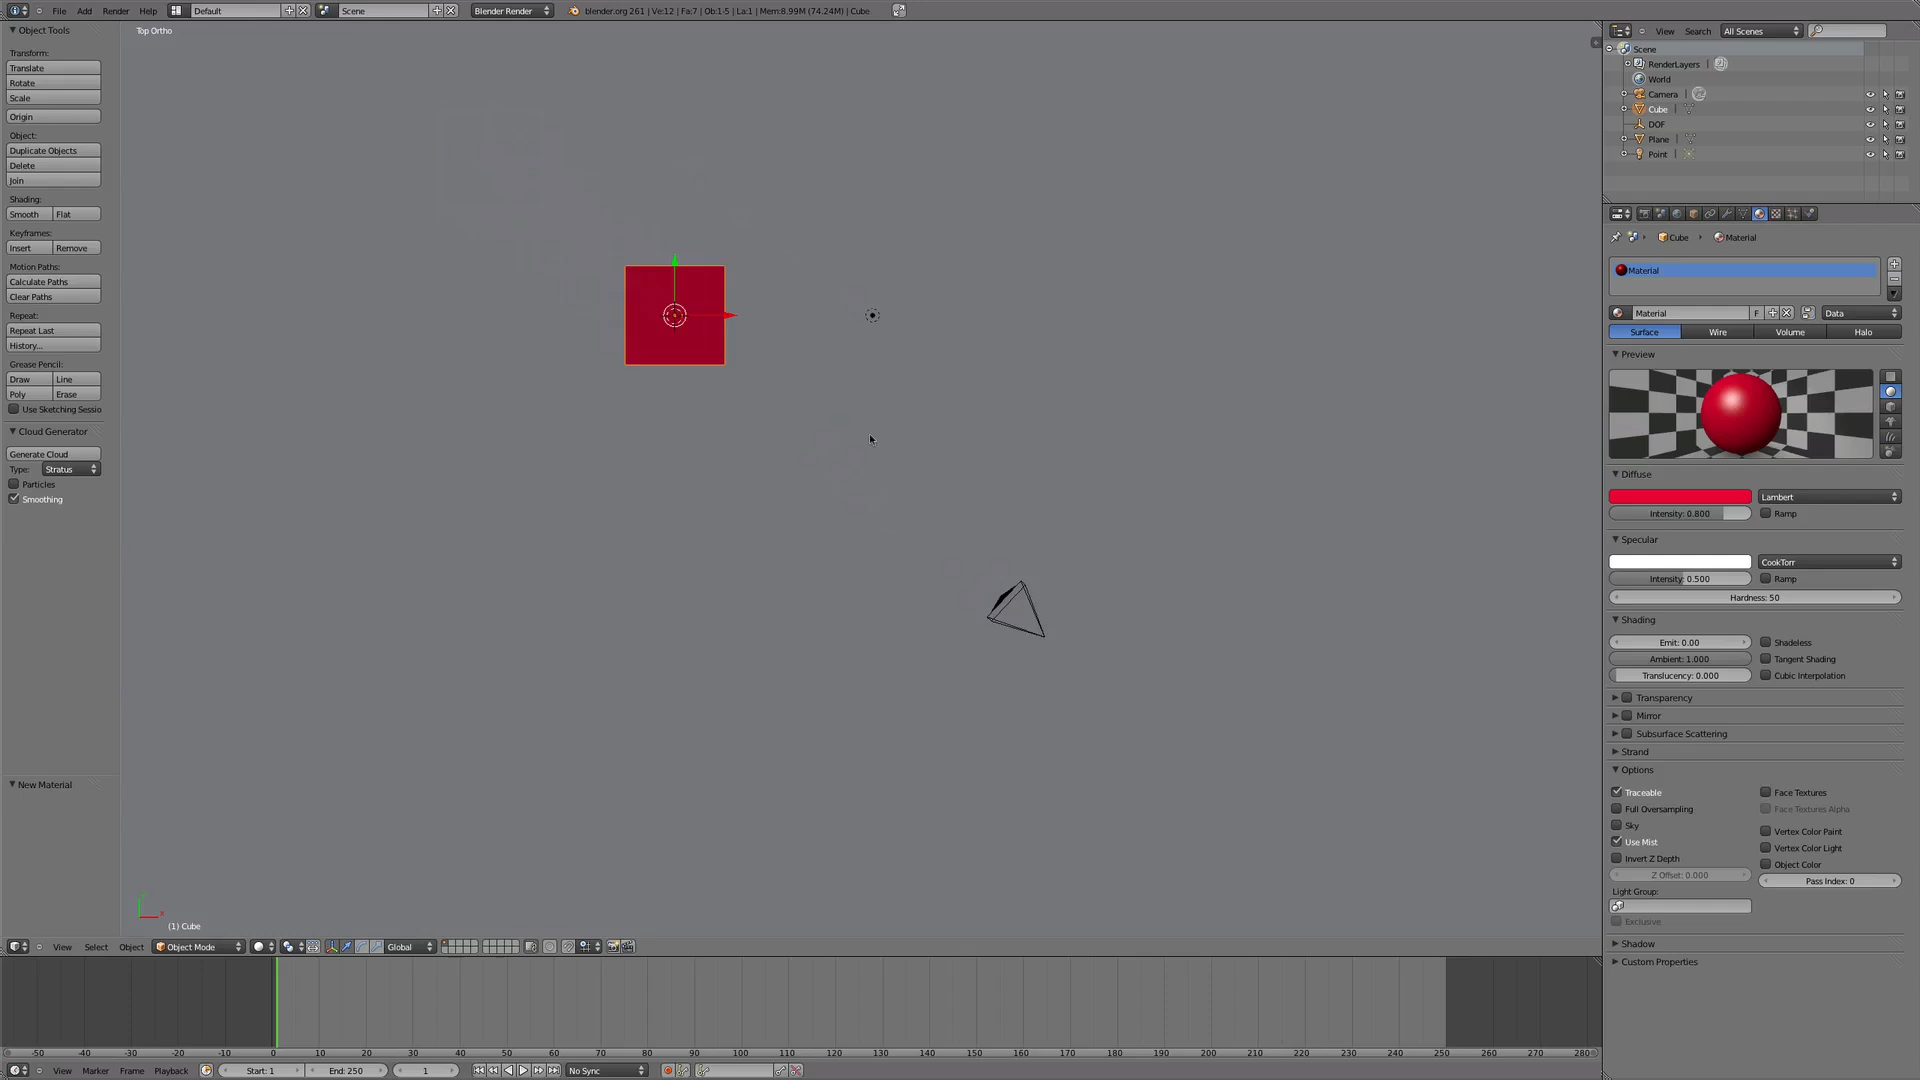 File Add Render Help Default Scene Blender Render blender.org 261 | Ve:12 | Fa:7 | Ob:1-5 | La:1 | Mem:8.99M (74.24M) | Cube
Object Tools
Transform:
Translate
Rotate
Scale
Origin
Object:
Duplicate Objects
Delete
Join
Shading:
Smooth Flat
Keyframes:
Insert Remove
Motion Paths:
Calculate Paths
Clear Paths
Repeat:
Repeat Last
History...
Grease Pencil:
Draw Line
Poly Erase
Use Sketching Sessio
Cloud Generator
Generate Cloud
Type: Stratus
Particles
Smoothing
New Material
Top Ortho
(1) Cube
View Select Object Object Mode Global
-50 -40 -30 -20 -10 0 10 20 30 40 50 60 70 80 90 100 110 120 130 140 150 160 170 180 190 200 210 220 230 240 250 260 270 280
View Marker Frame Playback Start: 1 End: 250 1 No Sync
View Search All Scenes
Scene
RenderLayers |
World
Camera |
Cube |
DOF
Plane |
Point |
Cube Material
Material
Material F Data
Surface Wire Volume Halo
Preview
Diffuse
Lambert
Intensity: 0.800 Ramp
Specular
CookTorr
Intensity: 0.500 Ramp
Hardness: 50
Shading
Emit: 0.00 Shadeless
Ambient: 1.000 Tangent Shading
Translucency: 0.000 Cubic Interpolation
Transparency
Mirror
Subsurface Scattering
Strand
Options
Traceable Face Textures
Full Oversampling Face Textures Alpha
Sky Vertex Color Paint
Use Mist Vertex Color Light
Invert Z Depth Object Color
Z Offset: 0.000 Pass Index: 0
Light Group:
Exclusive
Shadow
Custom Properties